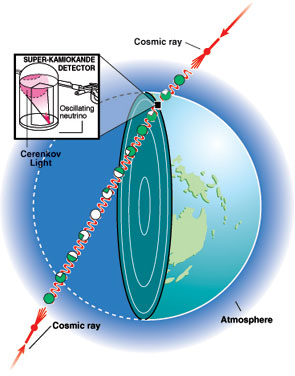 Cosmic ray
SUPER-KAMIOKANDE
DETECTOR
Oscillating
neutrino
Cerenkov
Light
Atmosphere
Cosmic ray